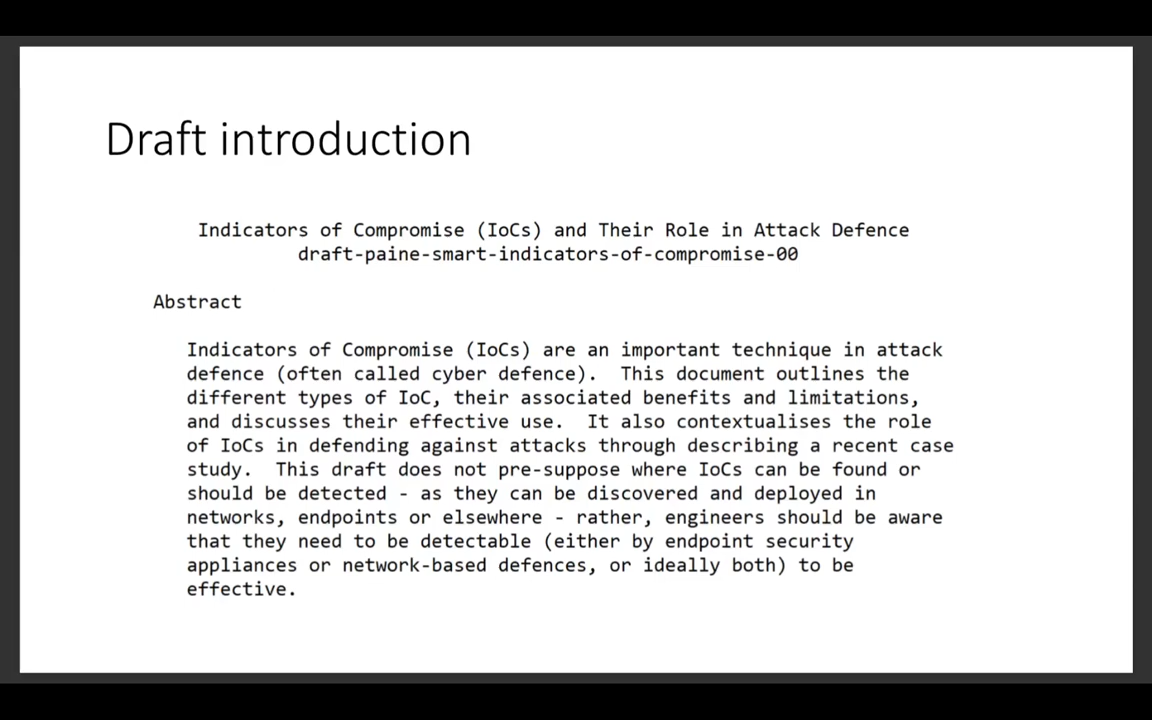 Draft introduction
Indicators of Compromise (IoCs) and Their Role in Attack Defence
draft-paine-smart-indicators-of-compromise-00
Abstract
Indicators of Compromise (IoCs) are an important technique in attack
defence (often called cyber defence).  This document outlines the
different types of IoC, their associated benefits and limitations,
and discusses their effective use.  It also contextualises the role
of IoCs in defending against attacks through describing a recent case
study.  This draft does not pre-suppose where IoCs can be found or
should be detected - as they can be discovered and deployed in
networks, endpoints or elsewhere - rather, engineers should be aware
that they need to be detectable (either by endpoint security
appliances or network-based defences, or ideally both) to be
effective.